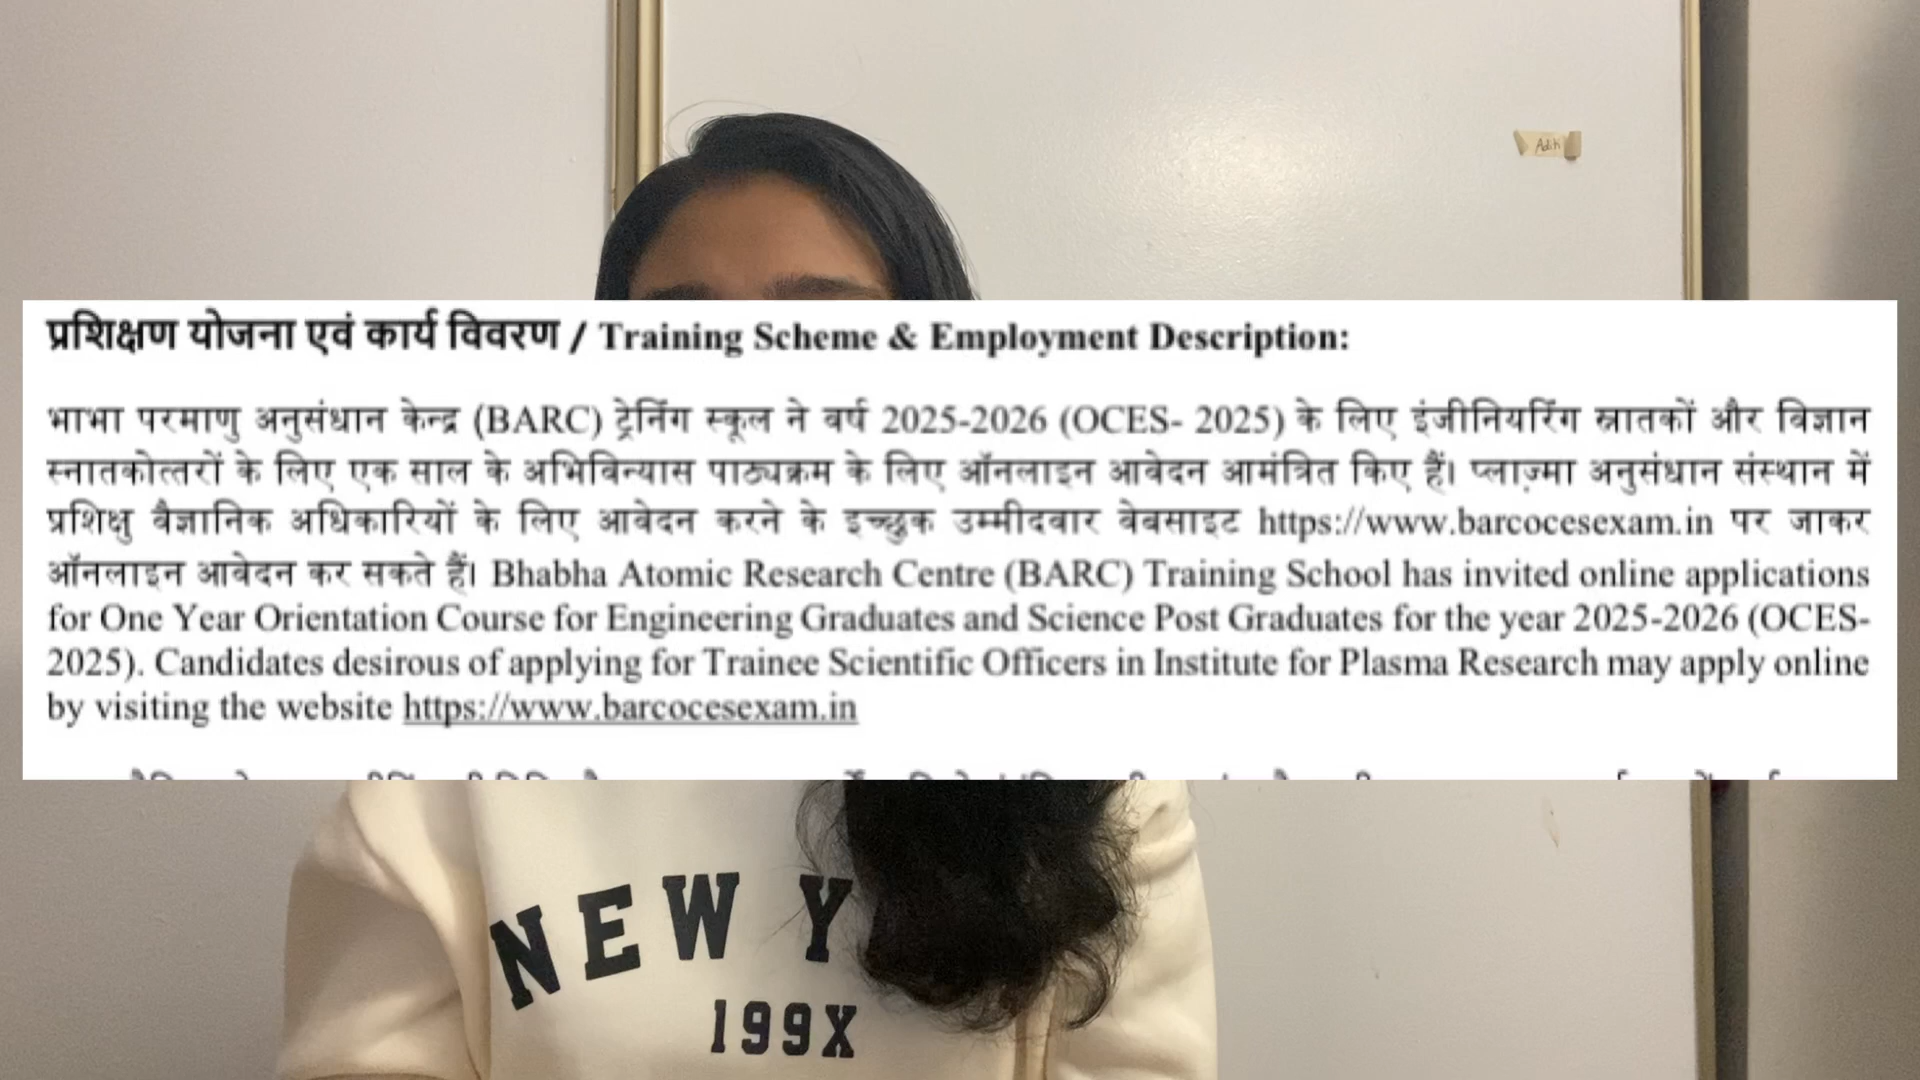 Adih
प्रशिक्षण योजना एवं कार्य विवरण / Training Scheme & Employment Description:
भाभा परमाणु अनुसंधान केन्द्र (BARC) ट्रेनिंग स्कूल ने वर्ष 2025-2026 (OCES- 2025) के लिए इंजीनियरिंग स्नातकों और विज्ञान
स्नातकोत्तरों के लिए एक साल के अभिविन्यास पाठ्यक्रम के लिए ऑनलाइन आवेदन आमंत्रित किए हैं। प्लाज़्मा अनुसंधान संस्थान में
प्रशिक्षु वैज्ञानिक अधिकारियों के लिए आवेदन करने के इच्छुक उम्मीदवार वेबसाइट https://www.barcocesexam.in पर जाकर
ऑनलाइन आवेदन कर सकते हैं। Bhabha Atomic Research Centre (BARC) Training School has invited online applications
for One Year Orientation Course for Engineering Graduates and Science Post Graduates for the year 2025-2026 (OCES-
2025). Candidates desirous of applying for Trainee Scientific Officers in Institute for Plasma Research may apply online
by visiting the website https://www.barcocesexam.in
NEW Y
199X